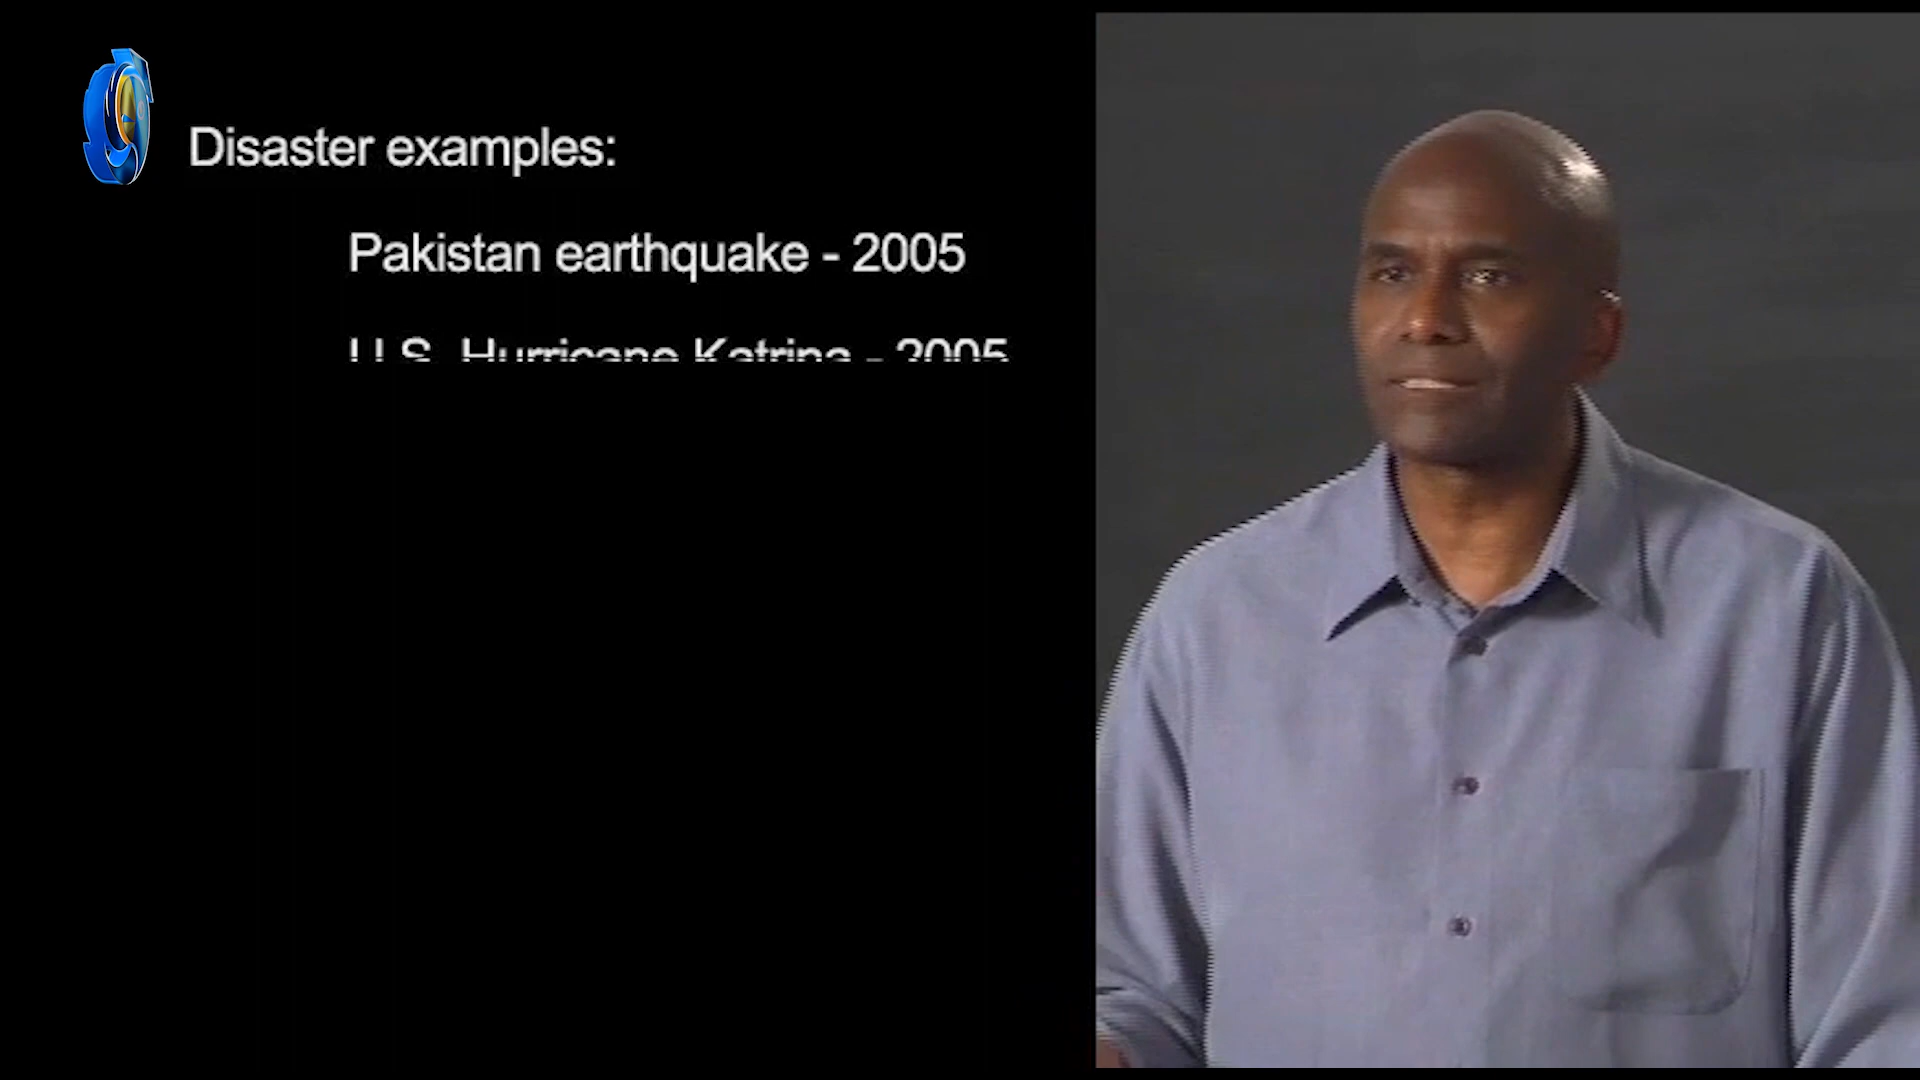 Disaster examples:
Pakistan earthquake - 2005
U.S. Hurricane Katrina - 2005